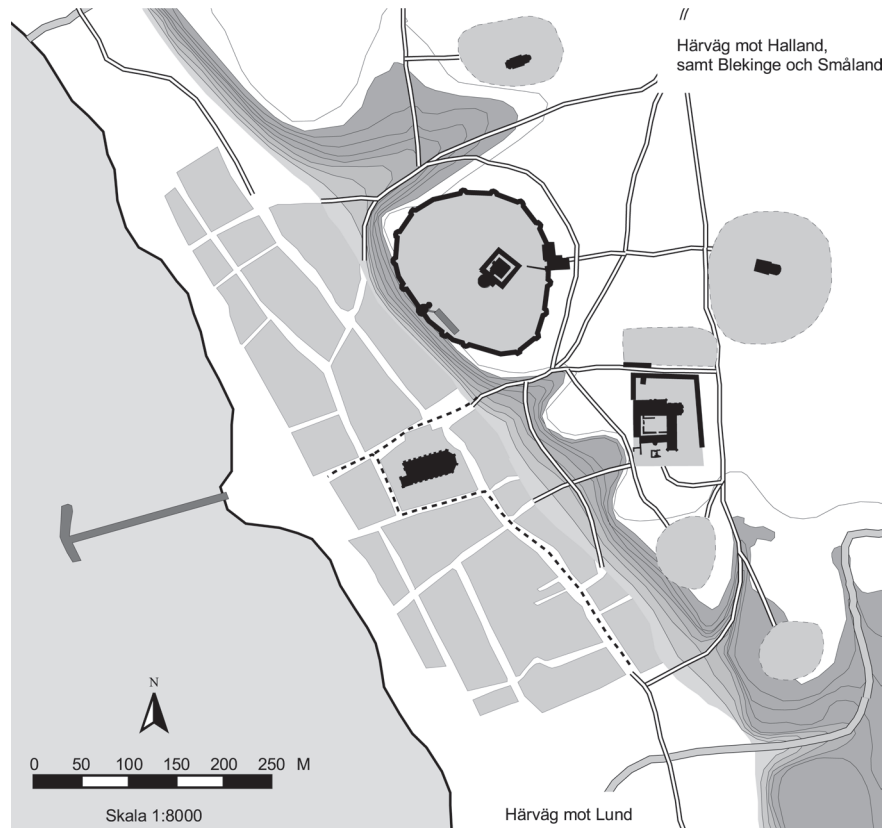 Härväg mot Halland,
samt Blekinge och Småland
N
0 50 100 150 200 250 M
Skala 1:8000
Härväg mot Lund